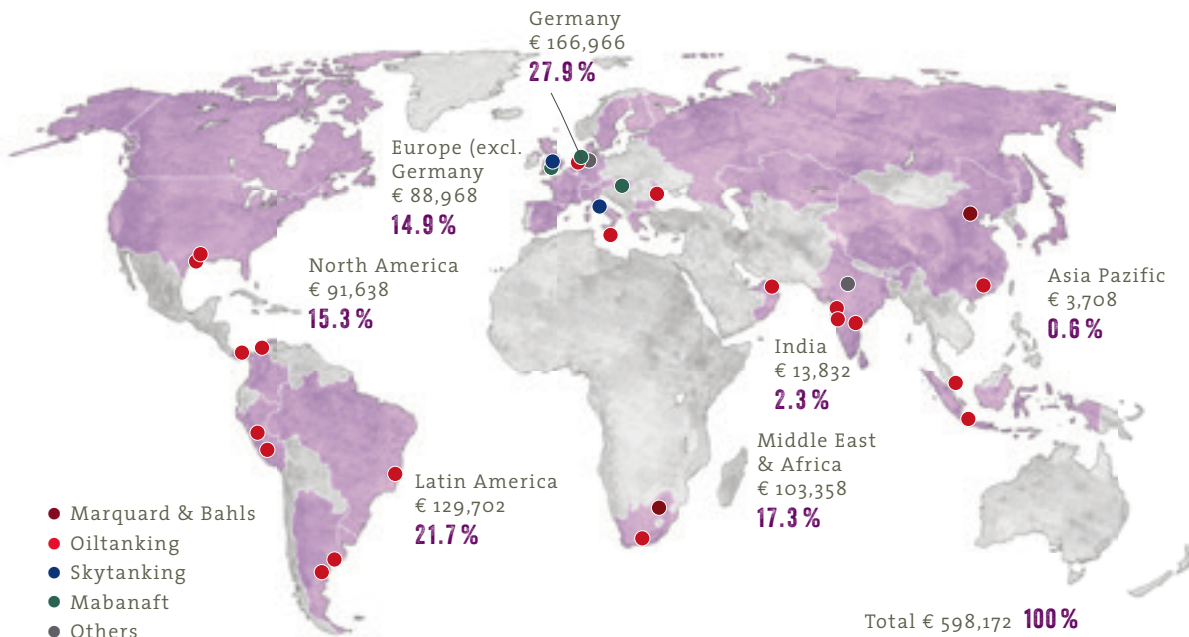 Germany
€ 166,966
27.9 %
Europe (excl.
Germany
€ 88,968
14.9 %
North America
€ 91,638
15.3 %
Asia Pazific
€ 3,708
0.6 %
India
€ 13,832
2.3 %
Middle East
& Africa
€ 103,358
17.3 %
Latin America
€ 129,702
21.7 %
Marquard & Bahls
Oiltanking
Skytanking
Mabanaft
Others
Total € 598,172 100 %